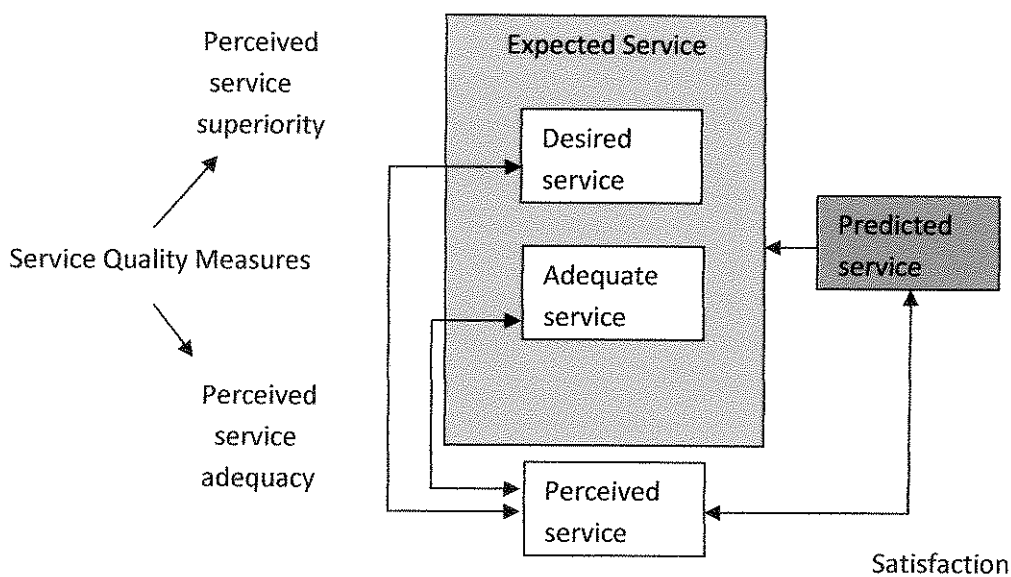 Perceived
service
superiority
Service Quality Measures
Perceived
service
adequacy
Expected Service
Desired
service
Adequate
service
Predicted
service
Perceived
service
Satisfaction